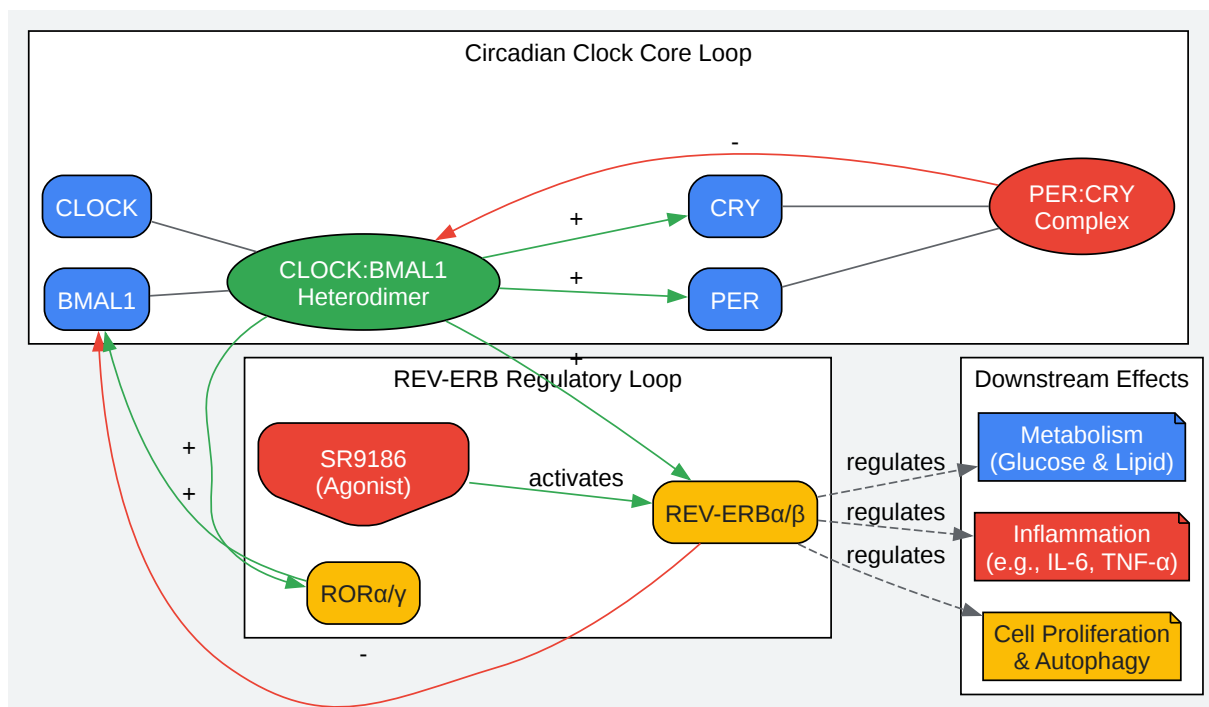 Circadian Clock Core Loop
-
CLOCK
CRY
PER:CRY
Complex
+
CLOCK:BMAL1
Heterodimer
+
BMAL1
PER
+
REV-ERB Regulatory Loop
Downstream Effects
SR9186
(Agonist)
activates
REV-ERBα/β
RORα/γ
+
+
-
regulates
regulates
regulates
Metabolism
(Glucose & Lipid)
Inflammation
(e.g., IL-6, TNF-α)
Cell Proliferation
& Autophagy